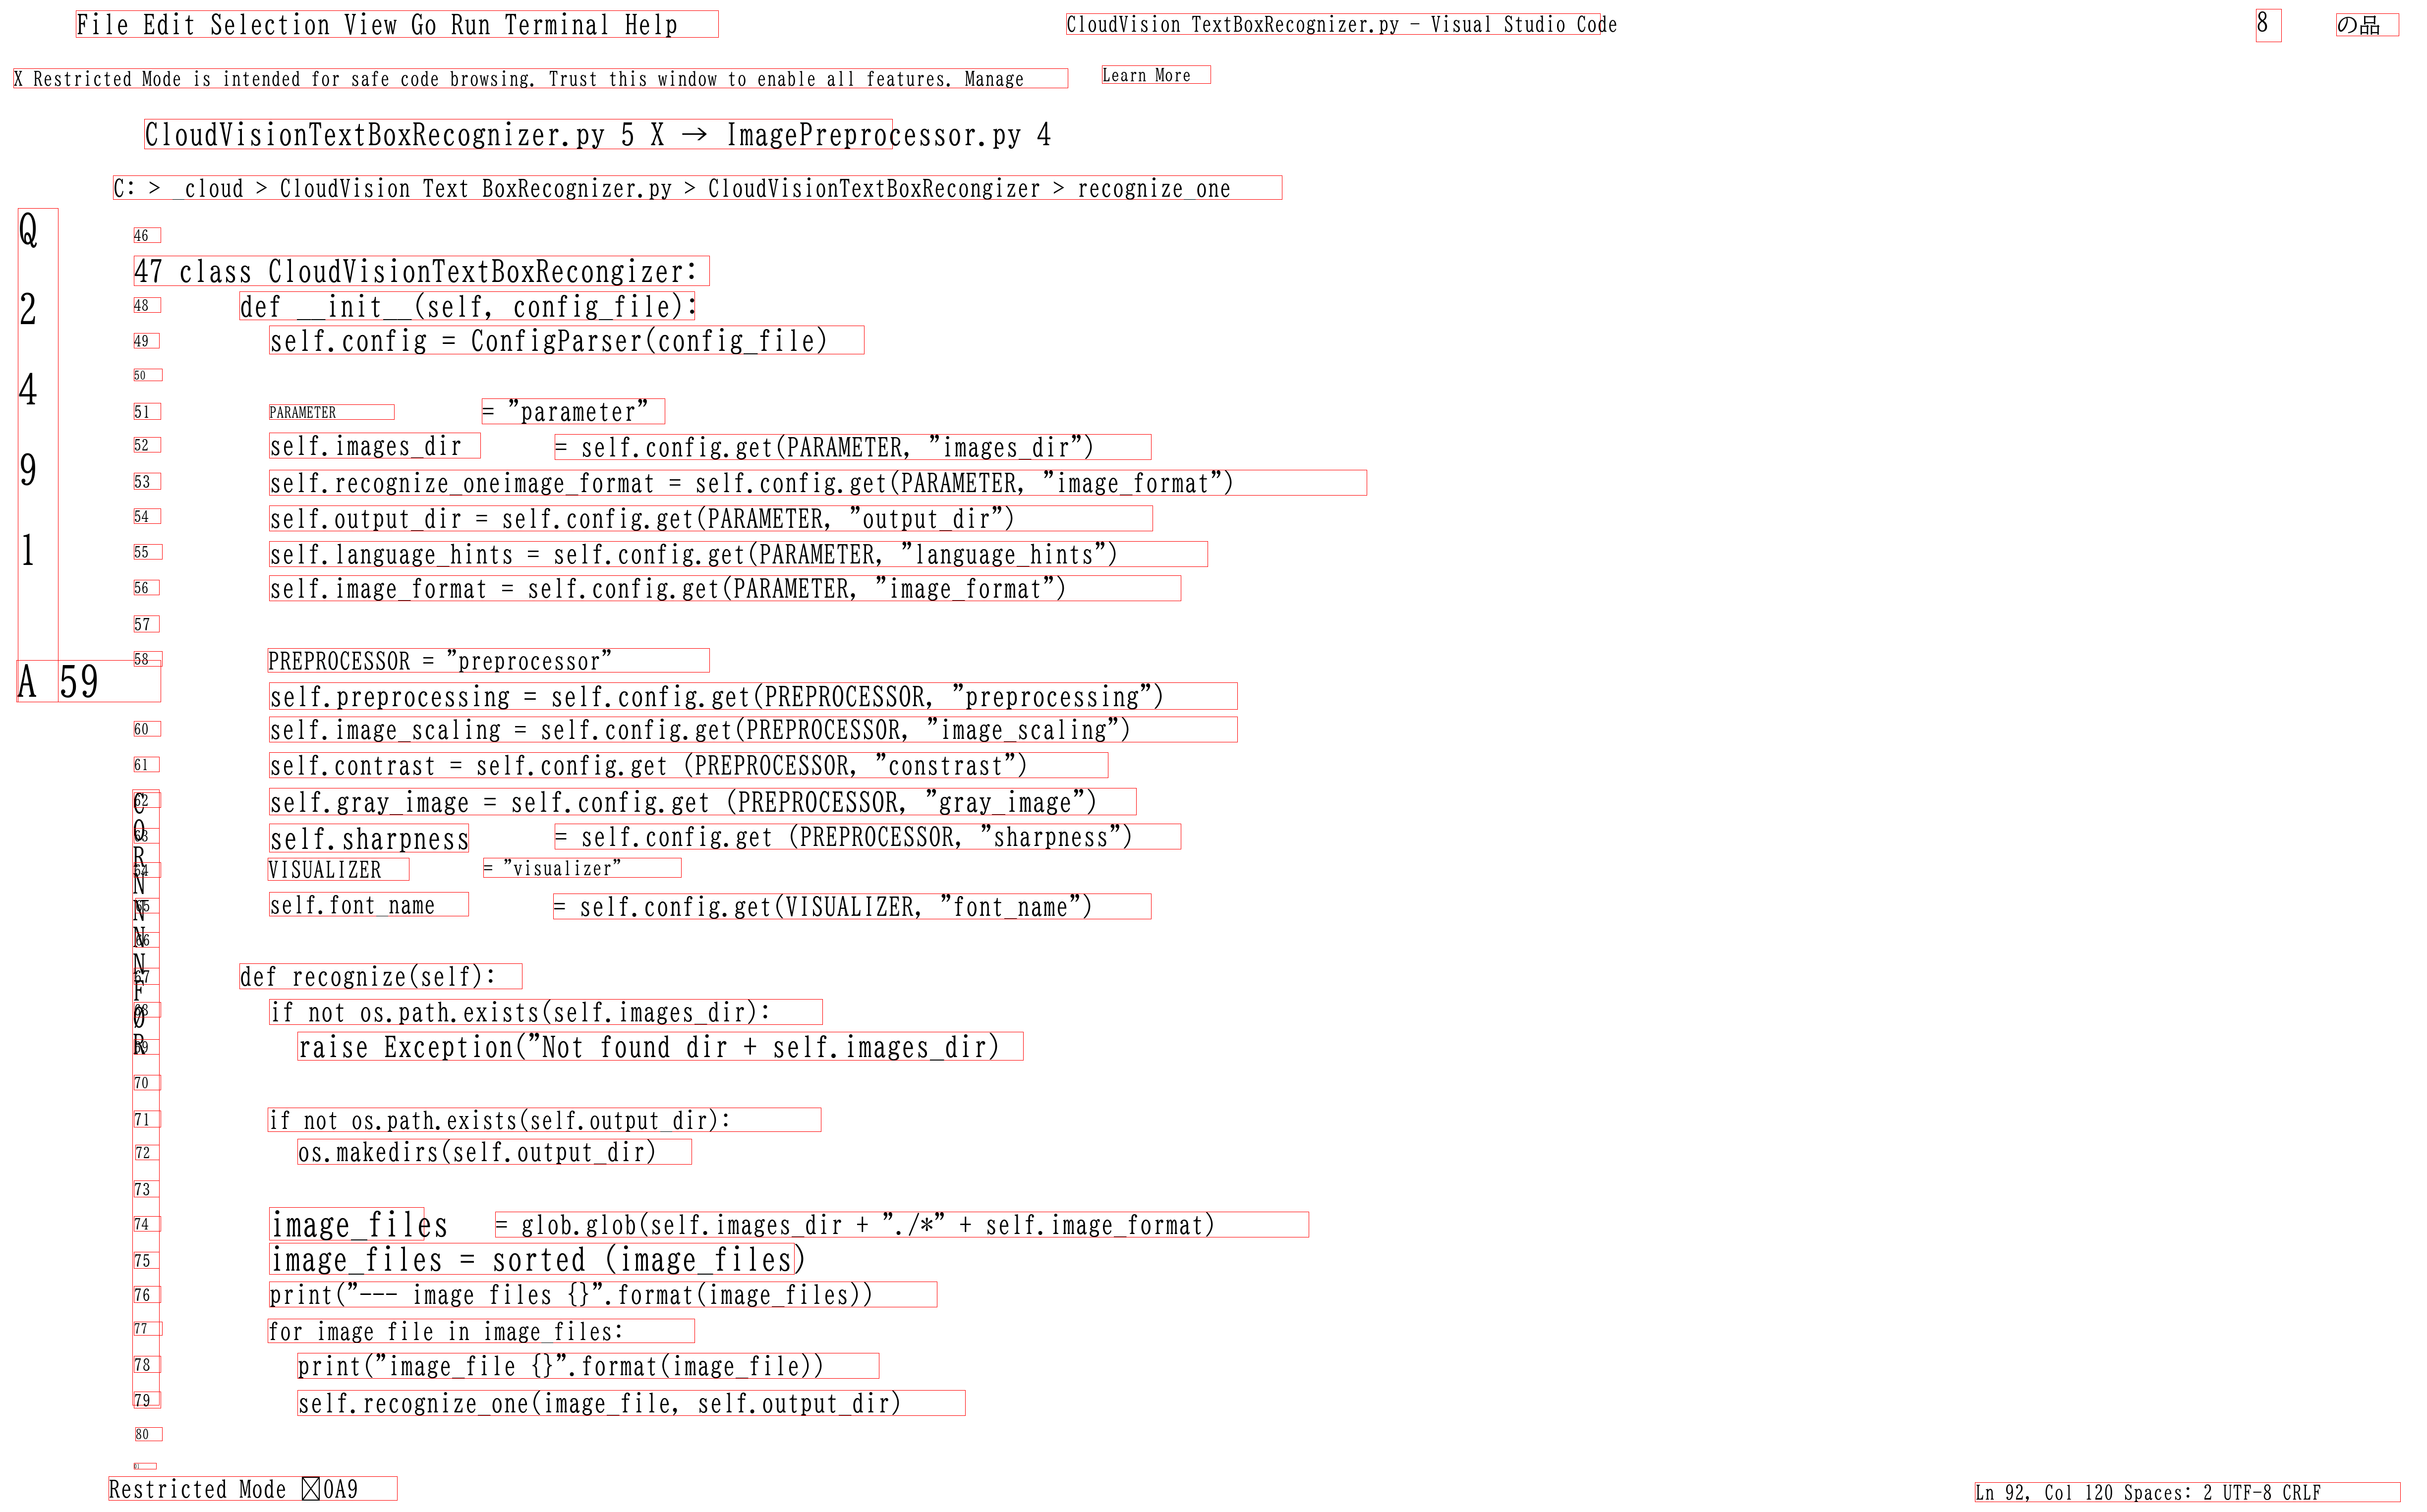 File Edit Selection View Go Run Terminal Help
CloudVision TextBoxRecognizer.py - Visual Studio Code
8
の品
X Restricted Mode is intended for safe code browsing. Trust this window to enable all features. Manage
Learn More
CloudVisionTextBoxRecognizer.py 5 X → ImagePreprocessor.py 4
C: > _cloud > CloudVision Text BoxRecognizer.py > CloudVisionTextBoxRecongizer > recognize_one
Q
2
4
9
1
46
47 class CloudVisionTextBoxRecongizer:
48 def __init__(self, config_file):
49 self.config = ConfigParser(config_file)
50
51 PARAMETER = "parameter"
52 self.images_dir = self.config.get(PARAMETER, "images_dir")
53 self.recognize_oneimage_format = self.config.get(PARAMETER, "image_format")
54 self.output_dir = self.config.get(PARAMETER, "output_dir")
55 self.language_hints = self.config.get(PARAMETER, "language_hints")
56 self.image_format = self.config.get(PARAMETER, "image_format")
57
58 PREPROCESSOR = "preprocessor"
A 59 self.preprocessing = self.config.get(PREPROCESSOR, "preprocessing")
60 self.image_scaling = self.config.get(PREPROCESSOR, "image_scaling")
61 self.contrast = self.config.get (PREPROCESSOR, "constrast")
62 self.gray_image = self.config.get (PREPROCESSOR, "gray_image")
63 self.sharpness = self.config.get (PREPROCESSOR, "sharpness")
64 VISUALIZER = "visualizer"
65 self.font_name = self.config.get(VISUALIZER, "font_name")
66
67 def recognize(self):
68 if not os.path.exists(self.images_dir):
69 raise Exception("Not found dir + self.images_dir)
70
71 if not os.path.exists(self.output_dir):
72 os.makedirs(self.output_dir)
73
74 image_files = glob.glob(self.images_dir + "./*" + self.image_format)
75 image_files = sorted (image_files)
76 print("--- image files {}".format(image_files))
77 for image_file in image_files:
78 print("image_file {}".format(image_file))
79 self.recognize_one(image_file, self.output_dir)
80
Restricted Mode 0A9
Ln 92, Col 120 Spaces: 2 UTF-8 CRLF